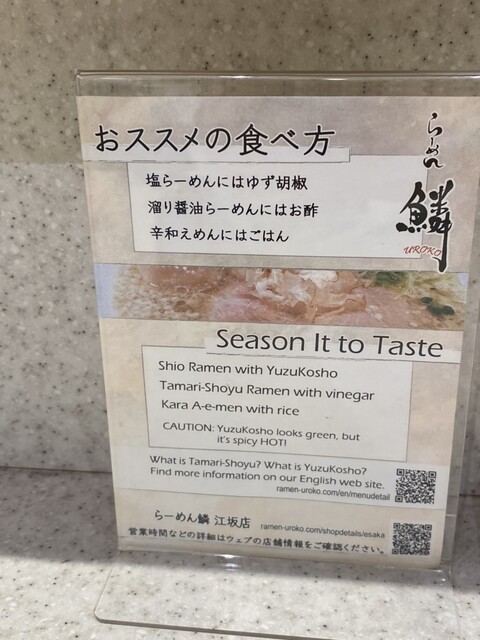 おススメの食べ方
らーめん
鱗
UROKO
塩らーめんにはゆず胡椒
溜り醤油らーめんにはお酢
辛和えめんにはごはん
Season It to Taste
Shio Ramen with YuzuKosho
Tamari-Shoyu Ramen with vinegar
Kara A-e-men with rice
CAUTION: YuzuKosho looks green, but
it's spicy HOT!
What is Tamari-Shoyu? What is YuzuKosho?
Find more information on our English web site.
ramen-uroko.com/en/menudetail
らーめん鱗 江坂店 ramen-uroko.com/shopdetails/esaka
営業時間などの詳細はウェブの店舗情報をご確認ください。